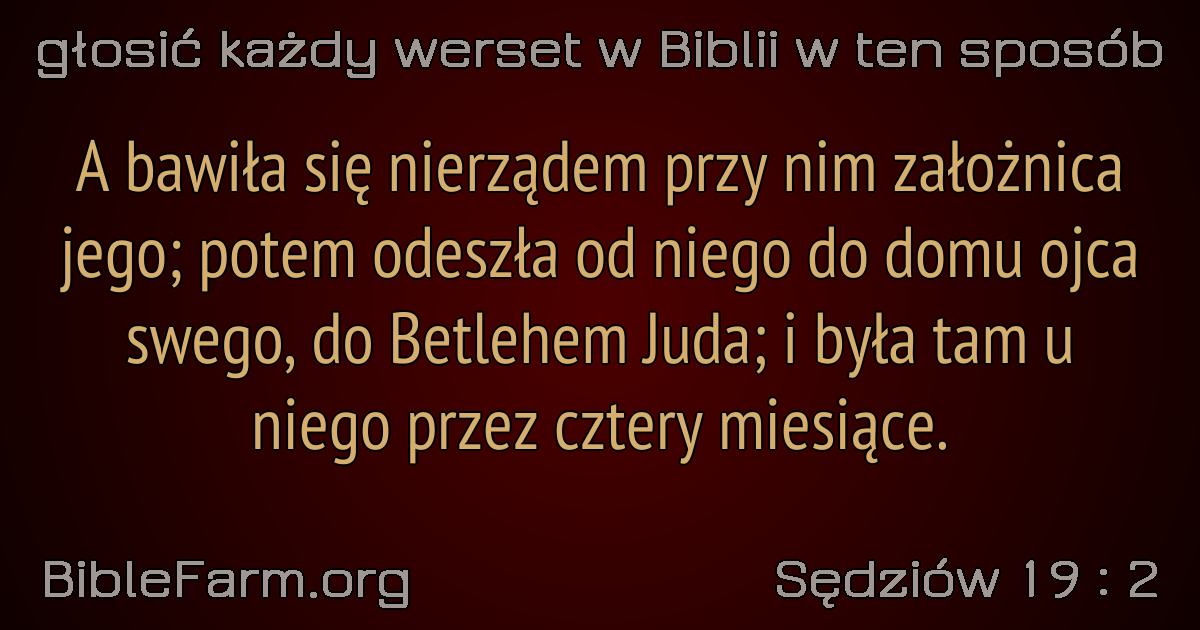 głosić każdy werset w Biblii w ten sposób
A bawiła się nierządem przy nim założnica
jego; potem odeszła od niego do domu ojca
swego, do Betlehem Juda; i była tam u
niego przez cztery miesiące.
BibleFarm.org
Sędziów 19 : 2